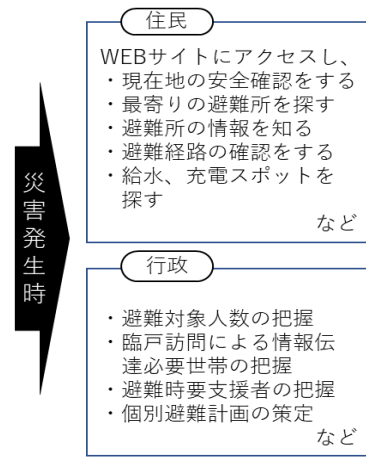 災害発生時
住民
WEBサイトにアクセスし、
・現在地の安全確認をする
・最寄りの避難所を探す
・避難所の情報を知る
・避難経路の確認をする
・給水、充電スポットを
探す
など
行政
・避難対象人数の把握
・臨戸訪問による情報伝
達必要世帯の把握
・避難時要支援者の把握
・個別避難計画の策定
など